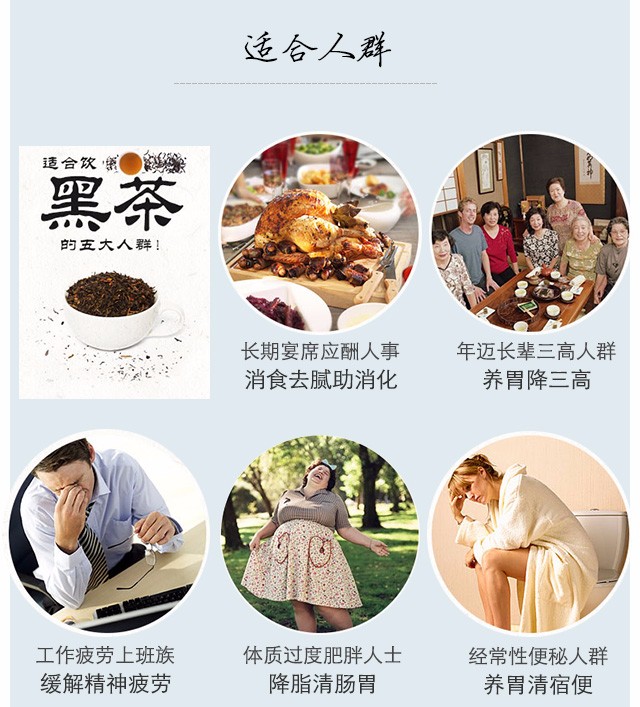 适合人群
适合饮
黑茶
的五大人群!
长期宴席应酬人事
消食去腻助消化
年迈长辈三高人群
养胃降三高
工作疲劳上班族
缓解精神疲劳
体质过度肥胖人士
降脂清肠胃
经常性便秘人群
养胃清宿便